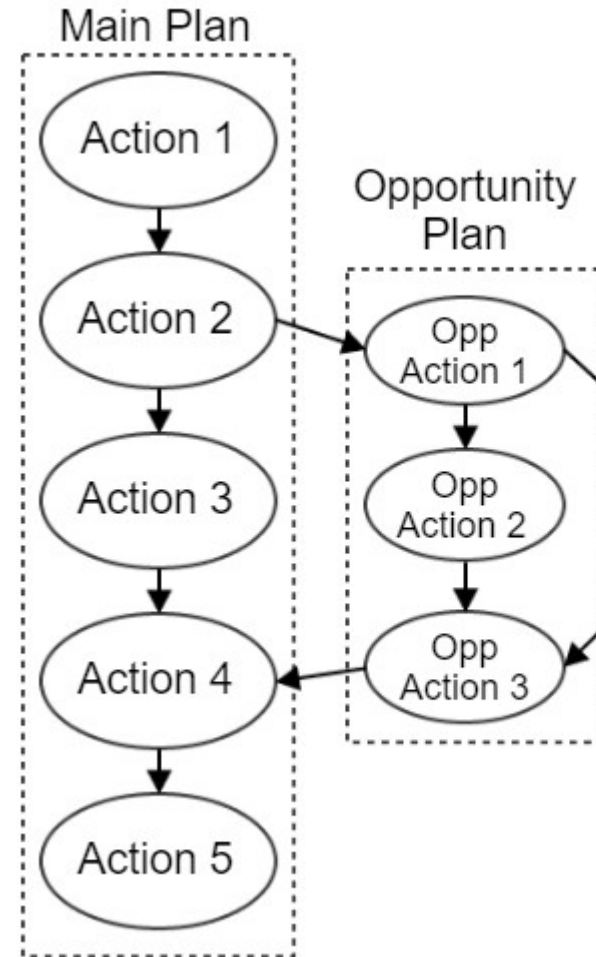 Main Plan
Action 1
Action 2
Action 3
Action 4
Action 5
Opportunity
Plan
Opp
Action 1
Opp
Action 2
Opp
Action 3